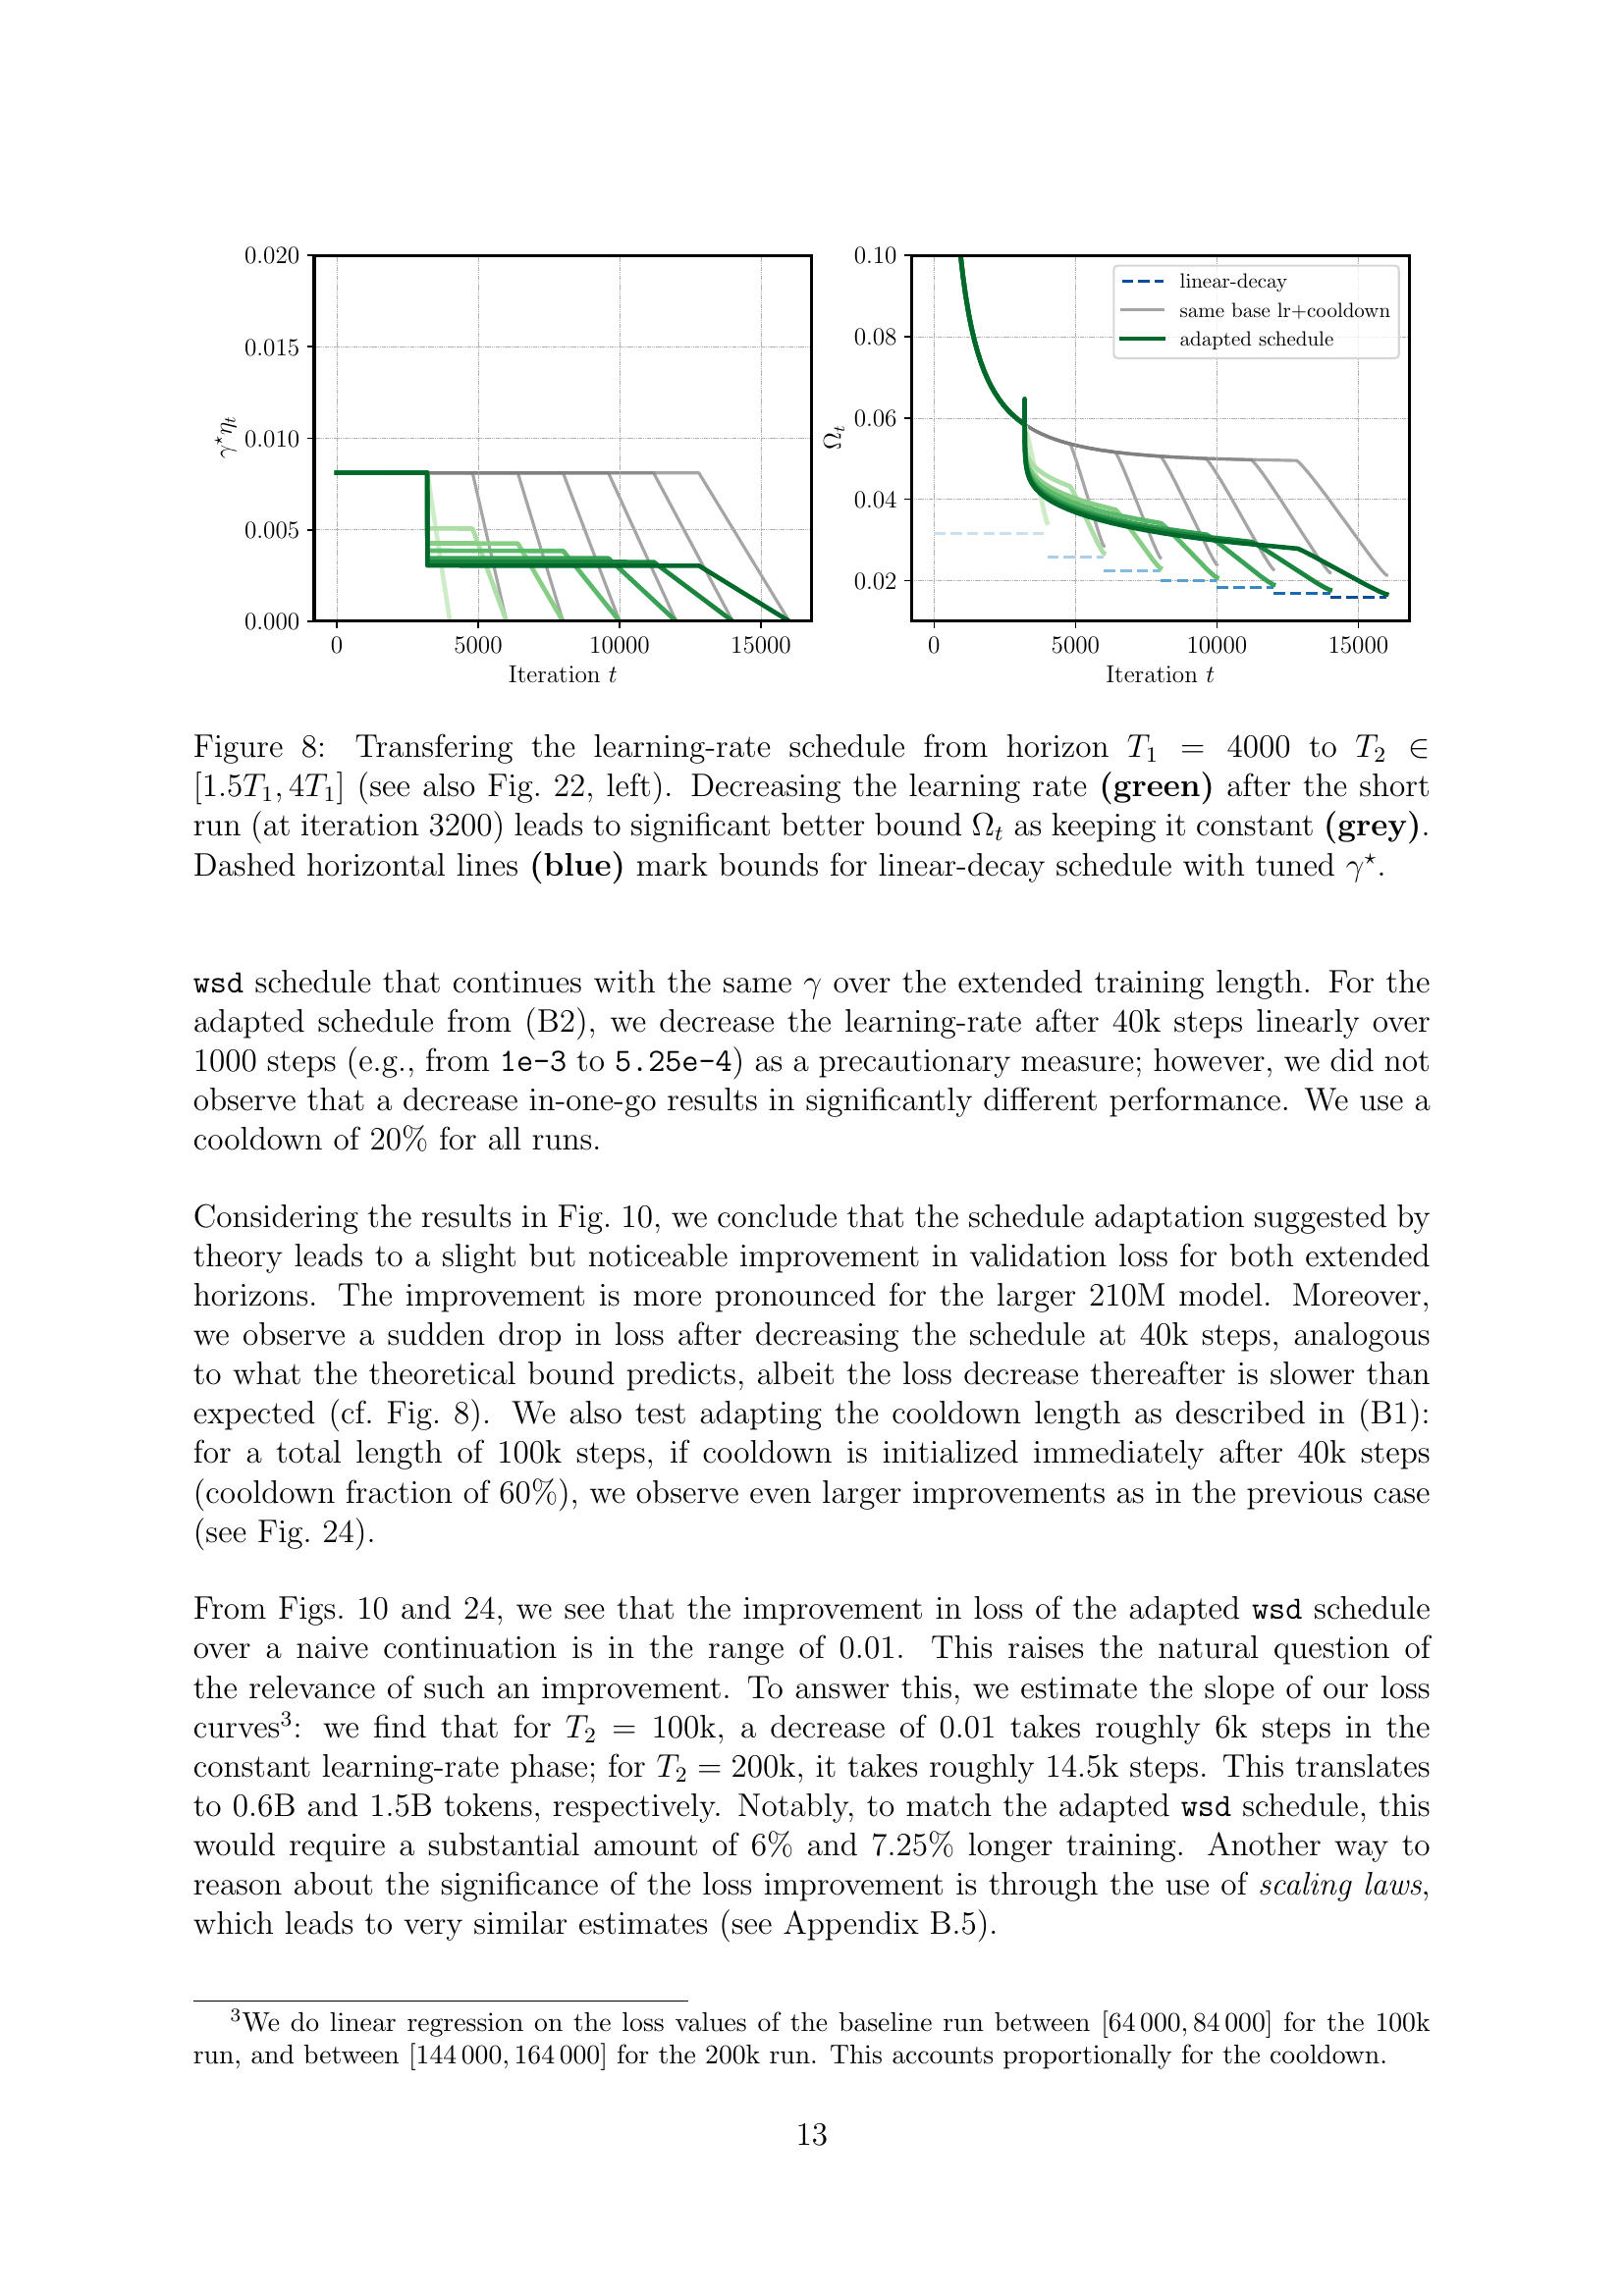 0.020
0.015
0.010
0.005
0.000
γ⋆ηt
0 5000 10000 15000
Iteration t
0.10
0.08
0.06
0.04
0.02
Ωt
linear-decay
same base lr+cooldown
adapted schedule
0 5000 10000 15000
Iteration t
Figure 8: Transfering the learning-rate schedule from horizon T1 = 4000 to T2 ∈
[1.5T1, 4T1] (see also Fig. 22, left). Decreasing the learning rate (green) after the short
run (at iteration 3200) leads to significant better bound Ωt as keeping it constant (grey).
Dashed horizontal lines (blue) mark bounds for linear-decay schedule with tuned γ⋆.
wsd schedule that continues with the same γ over the extended training length. For the
adapted schedule from (B2), we decrease the learning-rate after 40k steps linearly over
1000 steps (e.g., from 1e-3 to 5.25e-4) as a precautionary measure; however, we did not
observe that a decrease in-one-go results in significantly different performance. We use a
cooldown of 20% for all runs.
Considering the results in Fig. 10, we conclude that the schedule adaptation suggested by
theory leads to a slight but noticeable improvement in validation loss for both extended
horizons. The improvement is more pronounced for the larger 210M model. Moreover,
we observe a sudden drop in loss after decreasing the schedule at 40k steps, analogous
to what the theoretical bound predicts, albeit the loss decrease thereafter is slower than
expected (cf. Fig. 8). We also test adapting the cooldown length as described in (B1):
for a total length of 100k steps, if cooldown is initialized immediately after 40k steps
(cooldown fraction of 60%), we observe even larger improvements as in the previous case
(see Fig. 24).
From Figs. 10 and 24, we see that the improvement in loss of the adapted wsd schedule
over a naive continuation is in the range of 0.01. This raises the natural question of
the relevance of such an improvement. To answer this, we estimate the slope of our loss
curves3: we find that for T2 = 100k, a decrease of 0.01 takes roughly 6k steps in the
constant learning-rate phase; for T2 = 200k, it takes roughly 14.5k steps. This translates
to 0.6B and 1.5B tokens, respectively. Notably, to match the adapted wsd schedule, this
would require a substantial amount of 6% and 7.25% longer training. Another way to
reason about the significance of the loss improvement is through the use of scaling laws,
which leads to very similar estimates (see Appendix B.5).
3We do linear regression on the loss values of the baseline run between [64 000, 84 000] for the 100k
run, and between [144 000, 164 000] for the 200k run. This accounts proportionally for the cooldown.
13